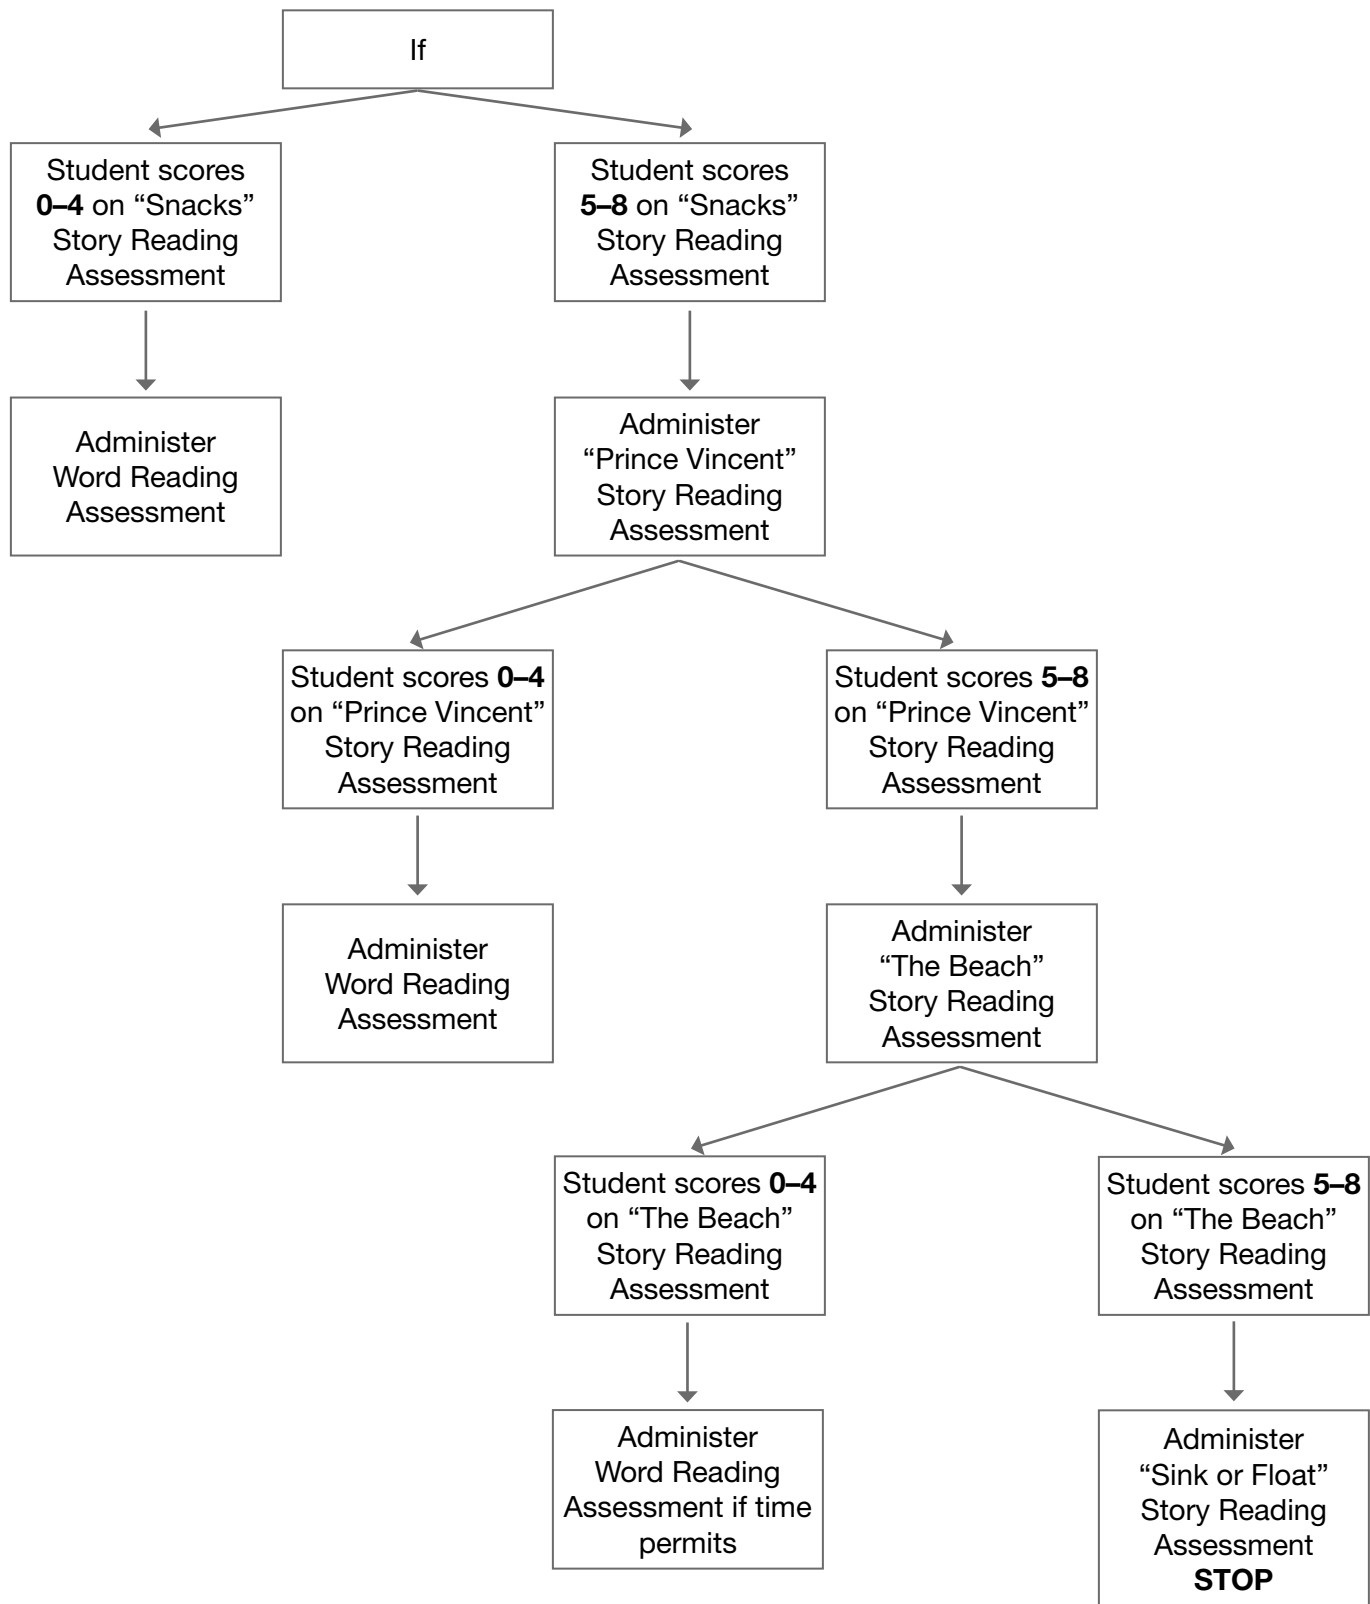 If
Student scores
0–4 on “Snacks”
Story Reading
Assessment
Student scores
5–8 on “Snacks”
Story Reading
Assessment
Administer
Word Reading
Assessment
Administer
“Prince Vincent”
Story Reading
Assessment
Student scores 0–4
on “Prince Vincent”
Story Reading
Assessment
Student scores 5–8
on “Prince Vincent”
Story Reading
Assessment
Administer
Word Reading
Assessment
Administer
“The Beach”
Story Reading
Assessment
Student scores 0–4
on “The Beach”
Story Reading
Assessment
Student scores 5–8
on “The Beach”
Story Reading
Assessment
Administer
Word Reading
Assessment if time
permits
Administer
“Sink or Float”
Story Reading
Assessment
STOP